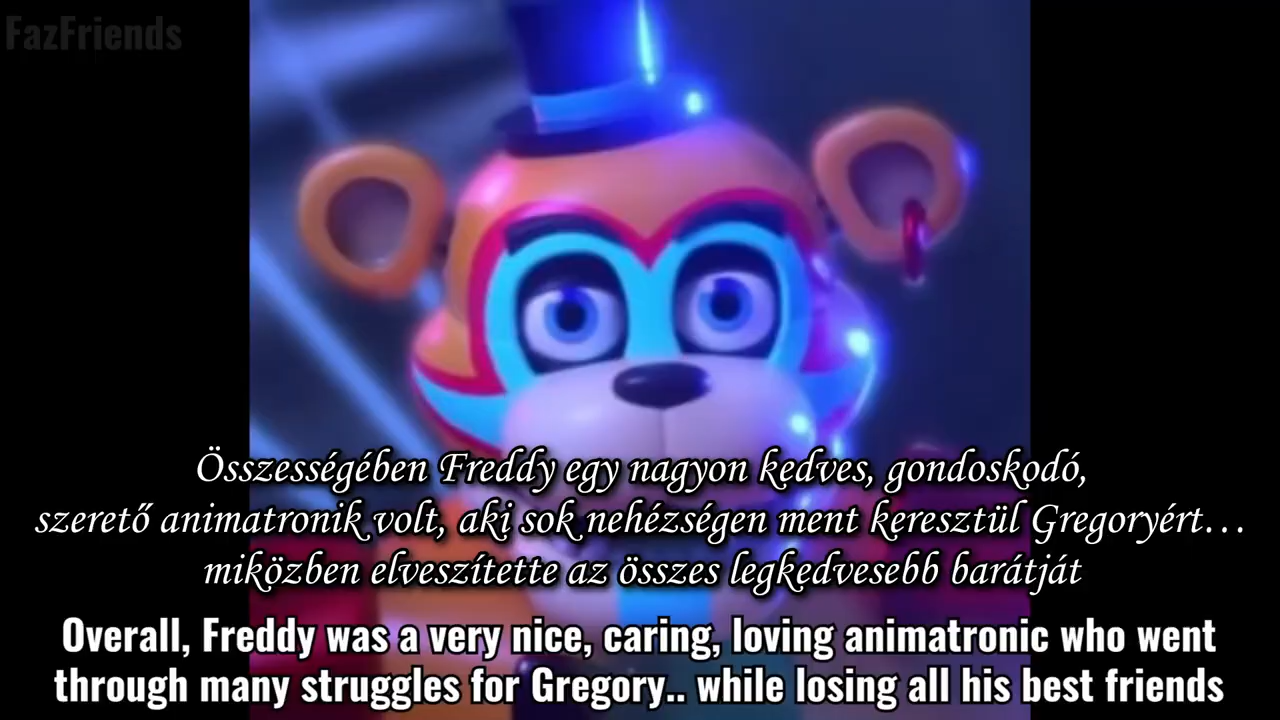 FazFriends
Összességében Freddy egy nagyon kedves, gondoskodó,
szerető animatronik volt, aki sok nehézségen ment keresztül Gregoryért...
miközben elveszítette az összes legkedvesebb barátját
Overall, Freddy was a very nice, caring, loving animatronic who went
through many struggles for Gregory.. while losing all his best friends